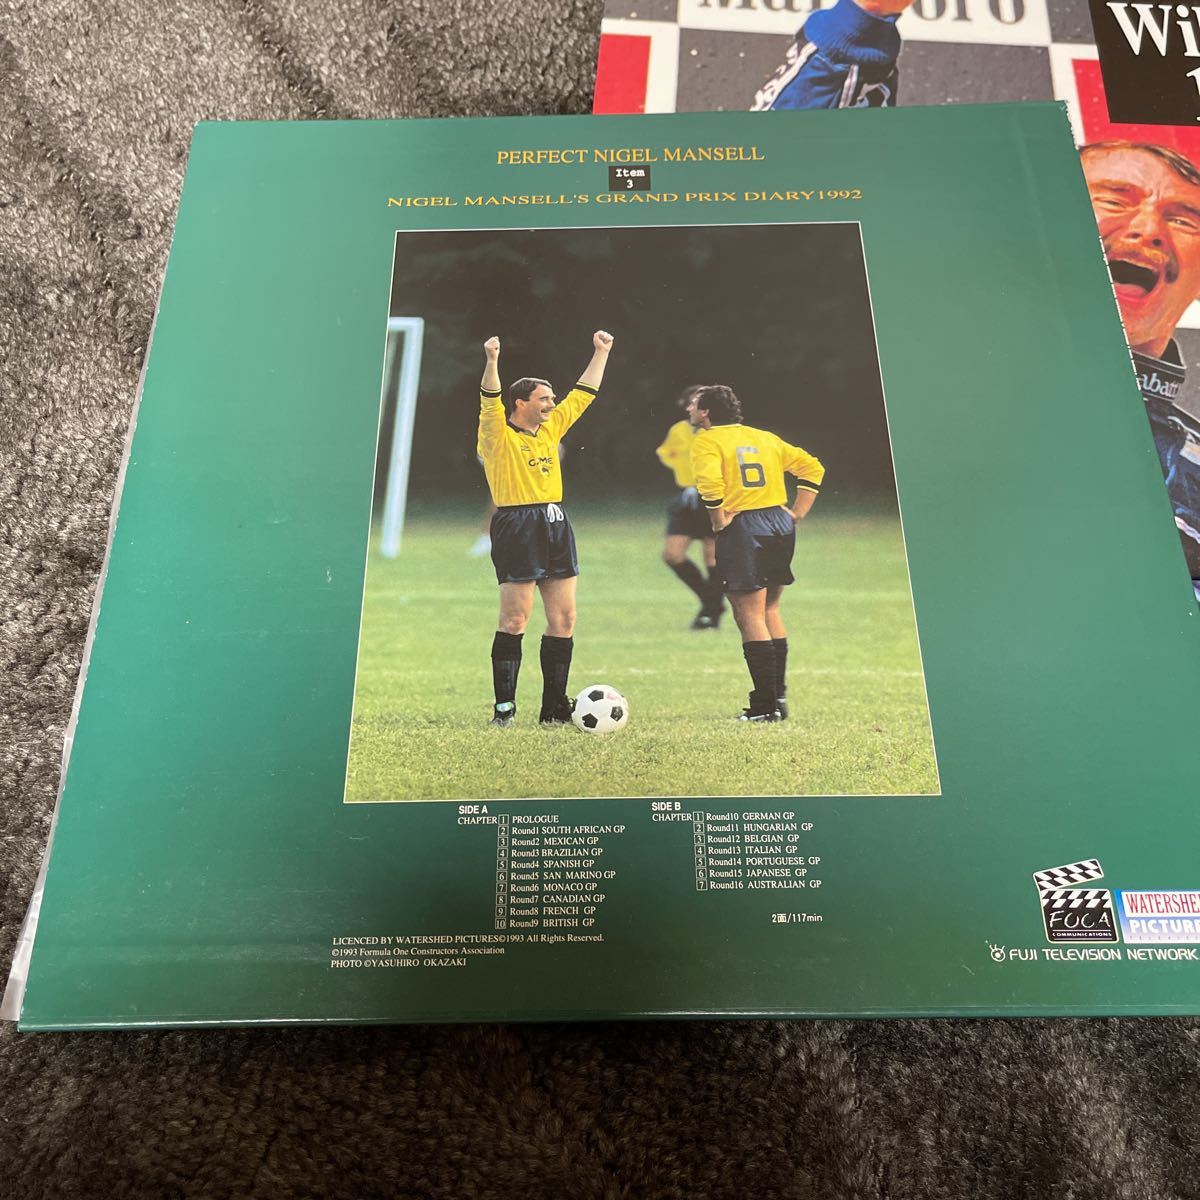 Marlboro
Wi
PERFECT NIGEL MANSELL
Item
3
NIGEL MANSELL'S GRAND PRIX DIARY 1992
6
abatt
SIDE A
CHAPTER 1 PROLOGUE
2 Round1 SOUTH AFRICAN GP
3 Round2 MEXICAN GP
4 Round3 BRAZILIAN GP
5 Round4 SPANISH GP
6 Round5 SAN MARINO GP
7 Round6 MONACO GP
8 Round7 CANADIAN GP
9 Round8 FRENCH GP
10 Round9 BRITISH GP
SIDE B
CHAPTER 1 Round10 GERMAN GP
2 Round11 HUNGARIAN GP
3 Round12 BELGIAN GP
4 Round13 ITALIAN GP
5 Round14 PORTUGUESE GP
6 Round15 JAPANESE GP
7 Round16 AUSTRALIAN GP
2面/117min
LICENCED BY WATERSHED PICTURES©1993 All Rights Reserved.
©1993 Formula One Constructors Association
PHOTO ©YASUHIRO OKAZAKI
FOCA
COMMUNICATIONS
WATERSHED
PICTURE
FUJI TELEVISION NETWORK